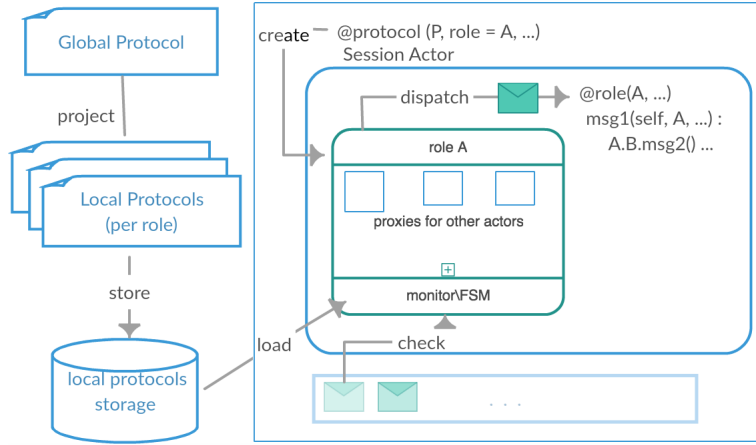 Global Protocol
project
Local Protocols
(per role)
store
local protocols
storage
load
create
@protocol (P, role = A, ...)
Session Actor
dispatch
@role(A, ...)
msg1(self, A, ...) :
A.B.msg2() ...
role A
proxies for other actors
+
monitor\FSM
check
. . .